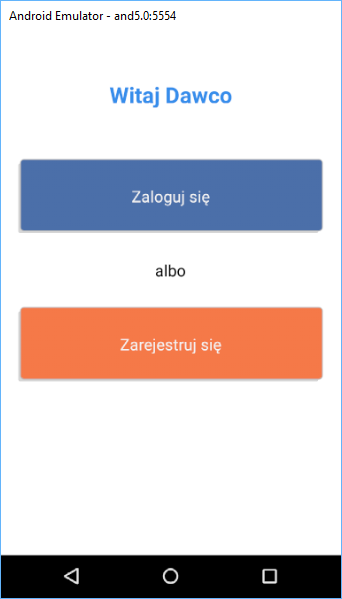 Android Emulator - and5.0:5554
Witaj Dawco
Zaloguj się
albo
Zarejestruj się